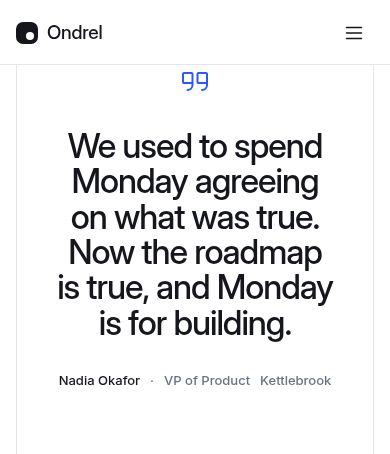 Ondrel
We used to spend
Monday agreeing
on what was true.
Now the roadmap
is true, and Monday
is for building.
Nadia Okafor · VP of Product Kettlebrook